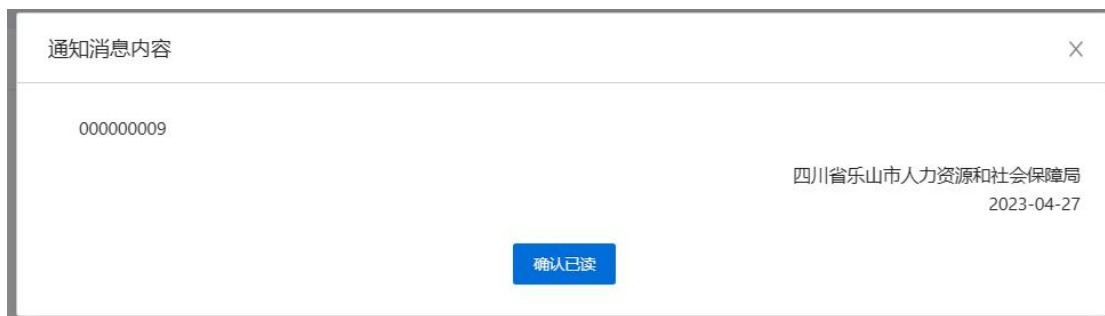 通知消息内容
000000009
四川省乐山市人力资源和社会保障局
2023-04-27
确认已读